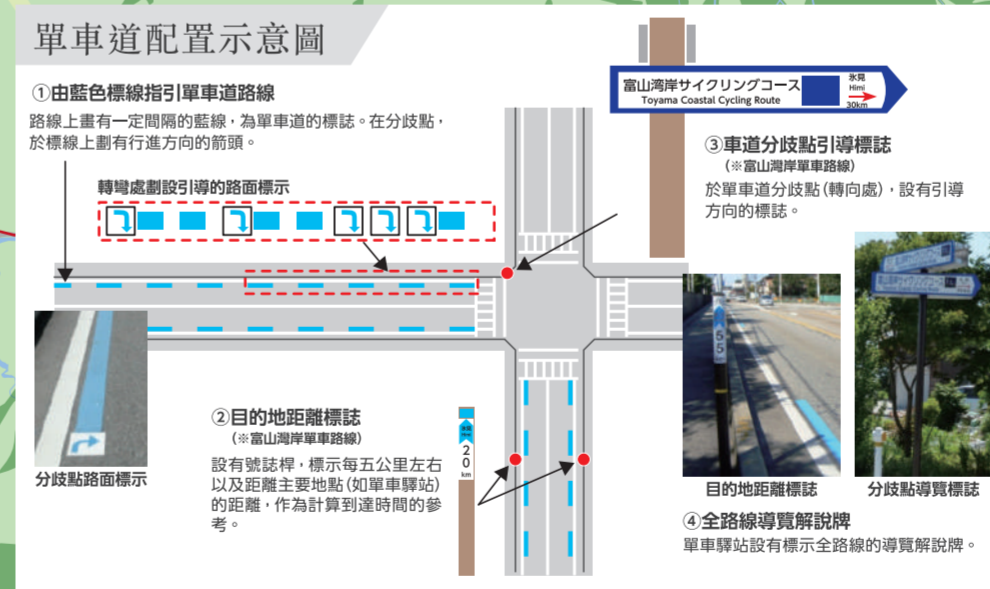 單車道配置示意圖
①由藍色標線指引單車道路線
路線上畫有一定間隔的藍線，為單車道的標誌。在分歧點，
於標線上劃有行進方向的箭頭。
轉彎處劃設引導的路面標示
富山湾岸サイクリングコース
Toyama Coastal Cycling Route
氷見
Himi
30km
③車道分歧點引導標誌
（※富山灣岸單車路線）
於單車道分歧點（轉向處），設有引導
方向的標誌。
分歧點路面標示
②目的地距離標誌
（※富山灣岸單車路線）
設有號誌桿，標示每五公里左右
以及距離主要地點（如單車驛站）
的距離，作為計算到達時間的參
考。
20
km
55
目的地距離標誌
分歧點導覽標誌
④全路線導覽解說牌
單車驛站設有標示全路線的導覽解說牌。